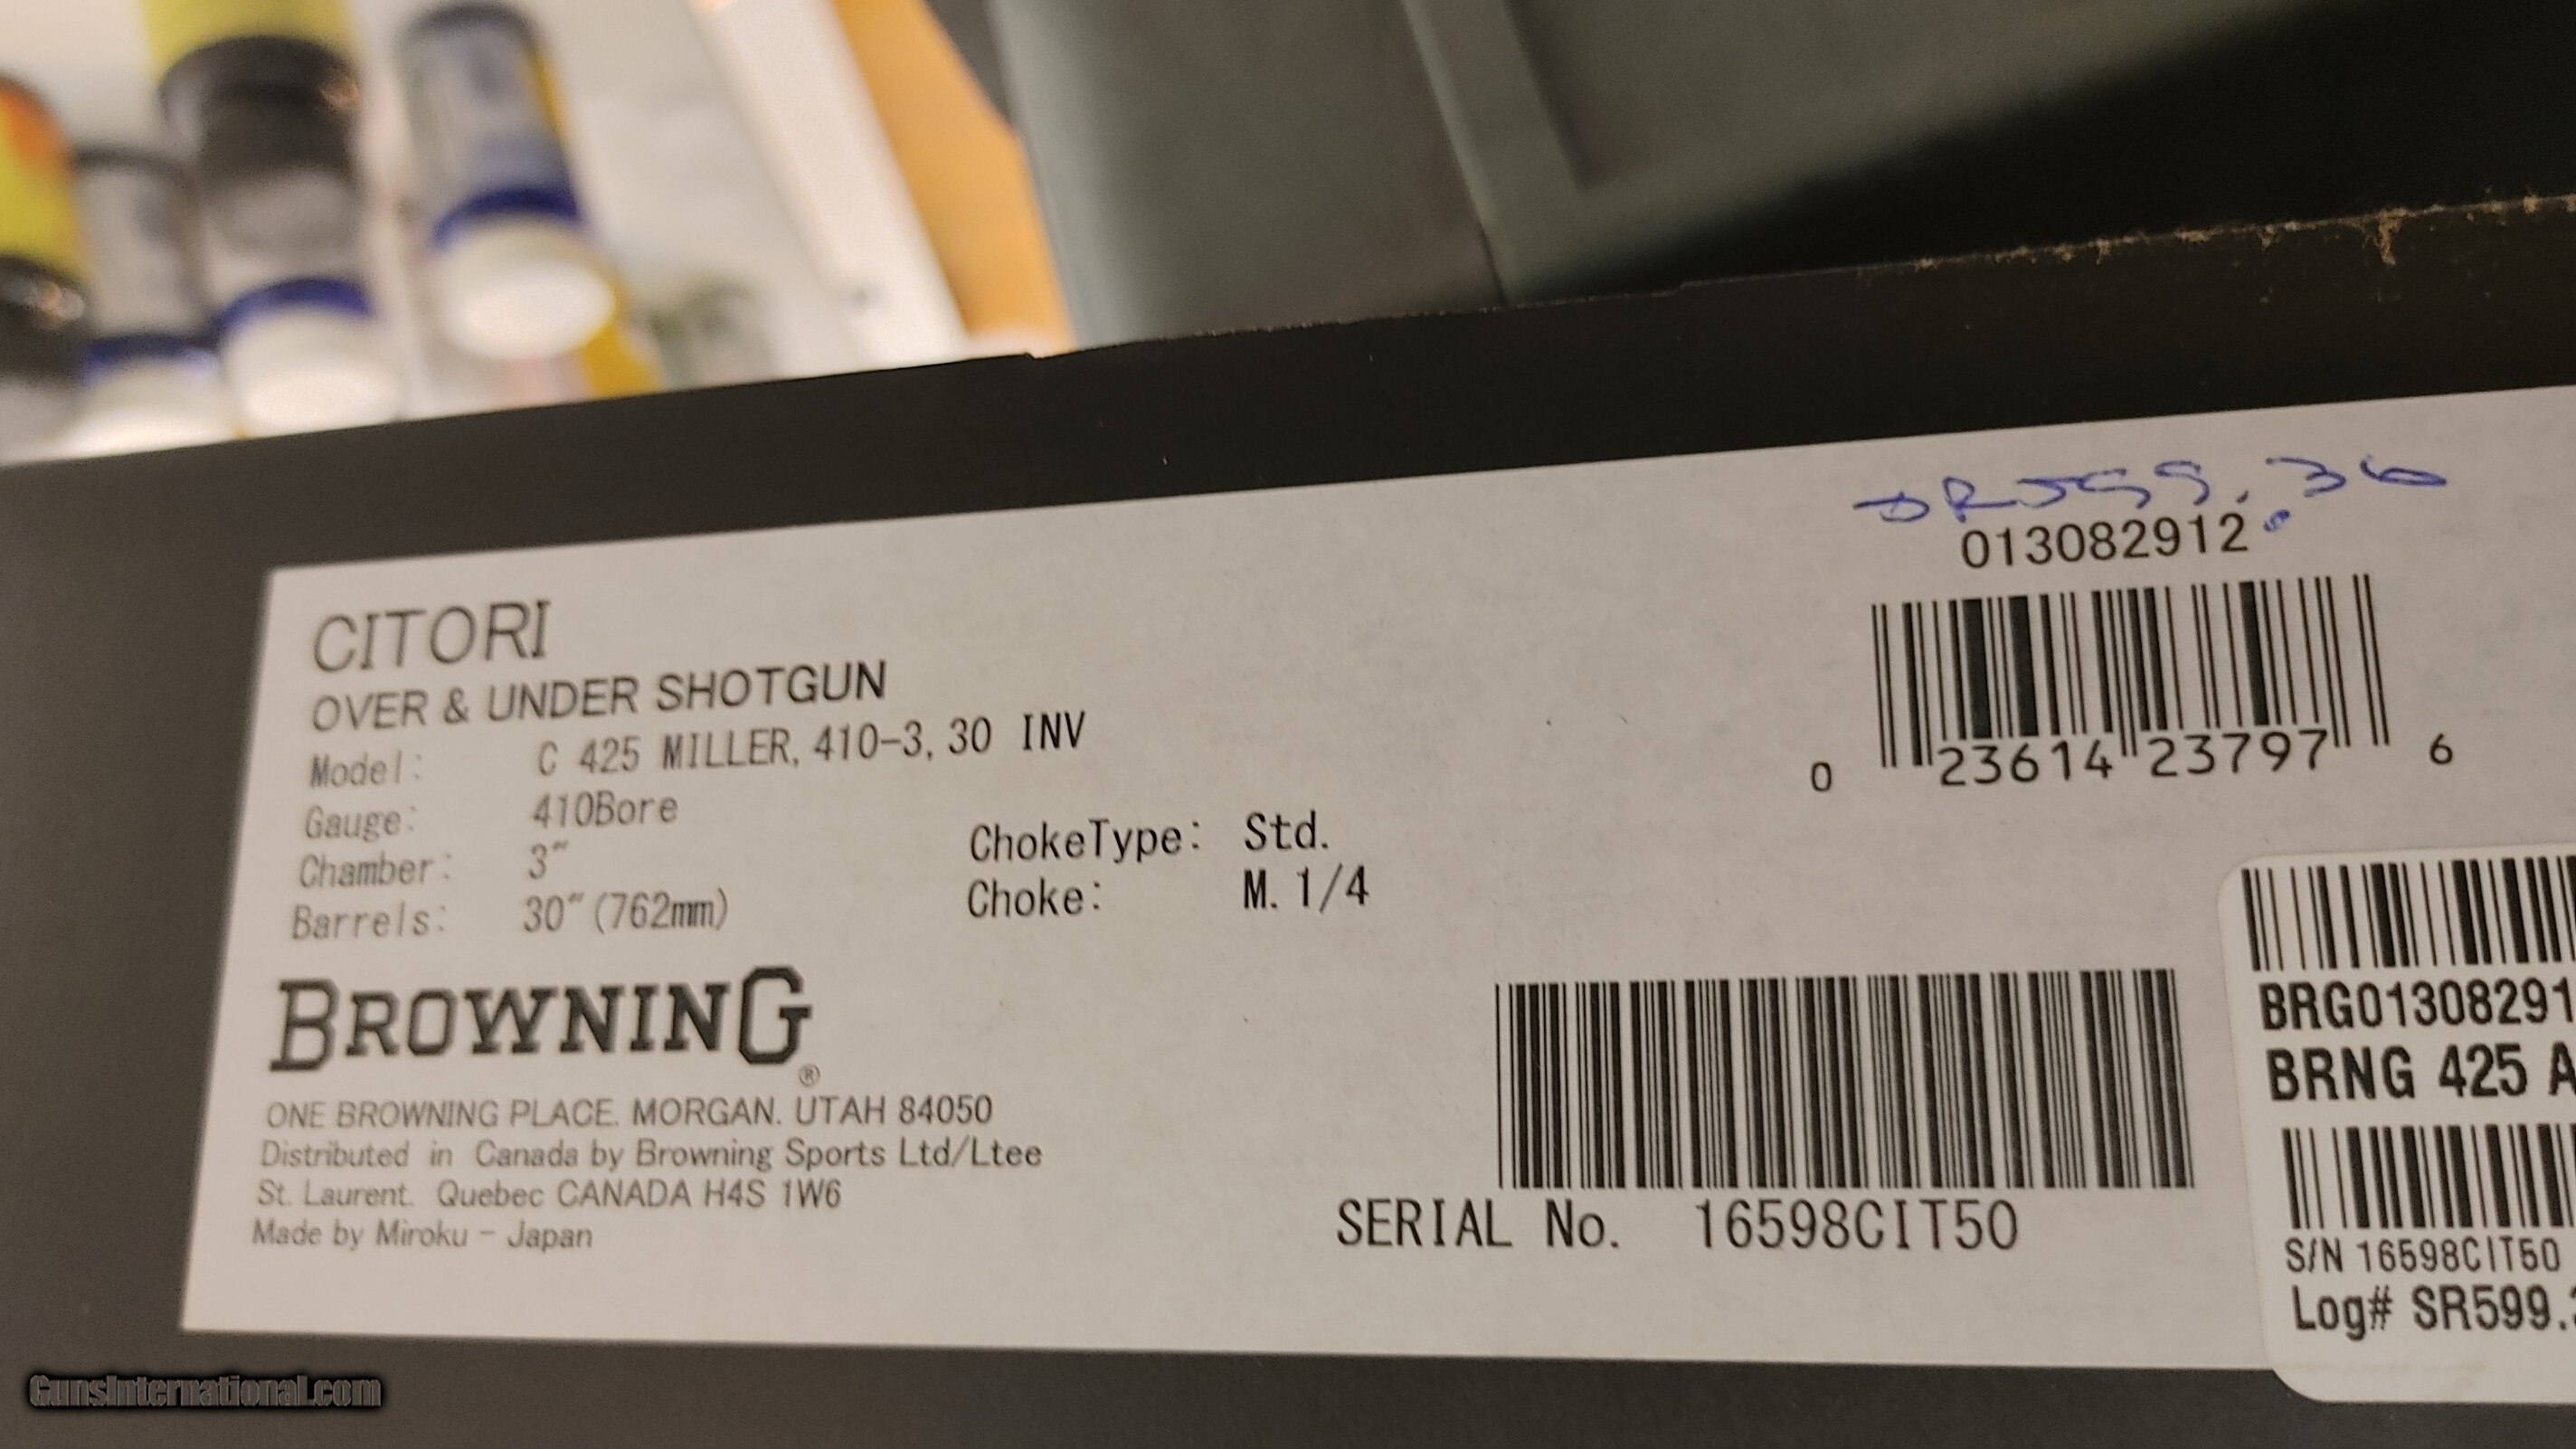 013082912
CITORI
OVER & UNDER SHOTGUN
Model: C 425 MILLER, 410-3, 30 INV
Gauge: 410Bore
Chamber: 3"
Barrels: 30"(762mm)
ChokeType: Std.
Choke: M. 1/4
0 23614 23797 6
BROWNING®
ONE BROWNING PLACE. MORGAN. UTAH 84050
Distributed in Canada by Browning Sports Ltd/Ltee
St. Laurent. Quebec CANADA H4S 1W6
Made by Miroku - Japan
SERIAL No. 16598CIT50
BRG01308291
BRNG 425 A
S/N 16598CIT50
Log# SR599.
GunsInternational.com